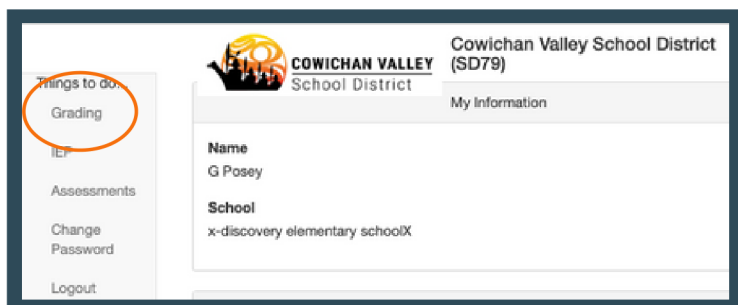 COWICHAN VALLEY
School District
Cowichan Valley School District
(SD79)
My Information
Things to do...
Grading
IEP
Assessments
Change
Password
Logout
Name
G Posey
School
x-discovery elementary schoolX